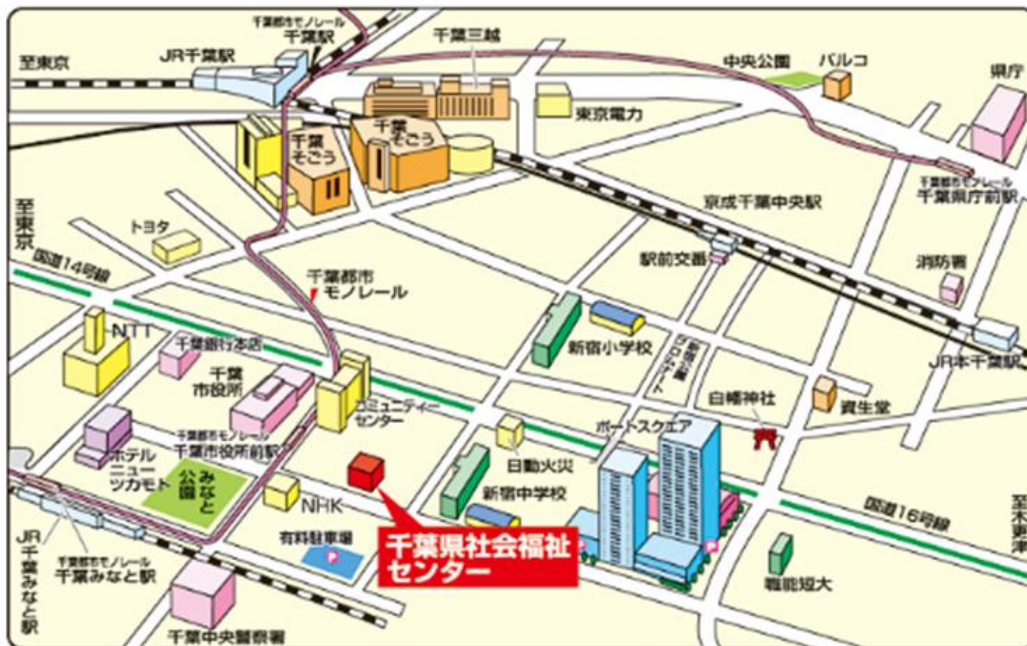 千葉都市モノレール
千葉駅
JR千葉駅
至東京
千葉三越
中央公園
パルコ
県庁
東京電力
千葉
そごう
千葉
そごう
千葉都市モノレール
千葉県庁前駅
至東京
トヨタ
京成千葉中央駅
駅前交番
消防署
国道14号線
千葉都市
モノレール
NTT
千葉銀行本店
新宿小学校
JR本千葉駅
千葉
市役所
コミュニティー
センター
白幡神社
資生堂
ポートスクエア
千葉都市モノレール
千葉市役所前駅
ホテル
ニュー
ツカモト
みなと
公園
日動火災
新宿中学校
NHK
国道16号線
至木更津
有料駐車場
P
P
P
千葉県社会福祉
センター
JR千葉みなと駅
千葉都市モノレール
千葉みなと駅
職能短大
千葉中央警察署